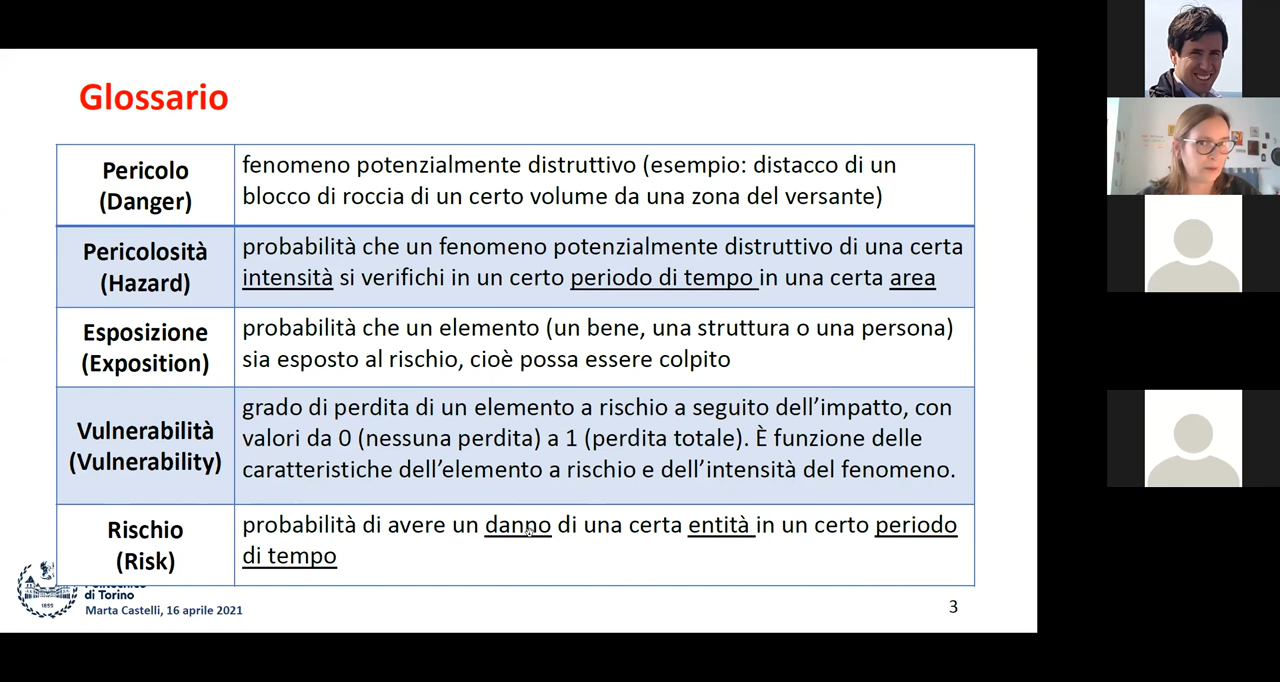 Glossario
Pericolo
(Danger)
fenomeno potenzialmente distruttivo (esempio: distacco di un
blocco di roccia di un certo volume da una zona del versante)
Pericolosità
(Hazard)
probabilità che un fenomeno potenzialmente distruttivo di una certa
intensità si verifichi in un certo periodo di tempo in una certa area
Esposizione
(Exposition)
probabilità che un elemento (un bene, una struttura o una persona)
sia esposto al rischio, cioè possa essere colpito
Vulnerabilità
(Vulnerability)
grado di perdita di un elemento a rischio a seguito dell’impatto, con
valori da 0 (nessuna perdita) a 1 (perdita totale). È funzione delle
caratteristiche dell’elemento a rischio e dell’intensità del fenomeno.
Rischio
(Risk)
probabilità di avere un danno di una certa entità in un certo periodo
di tempo
Politecnico
di Torino
1859
Marta Castelli, 16 aprile 2021
3